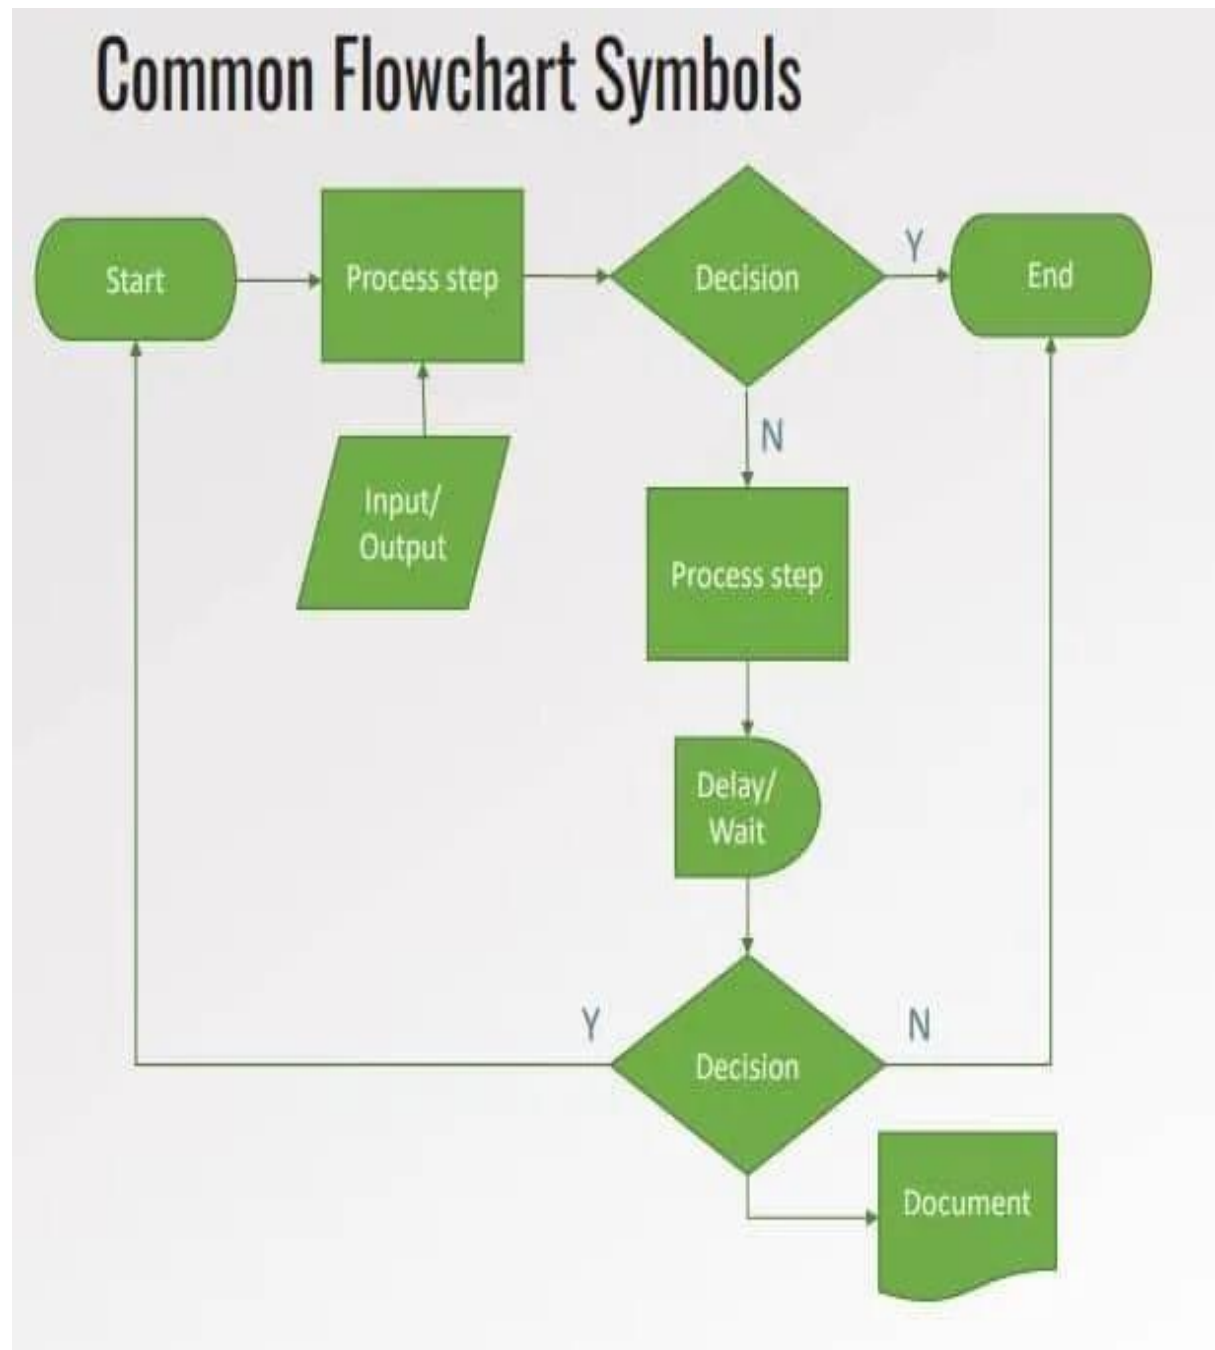 Common Flowchart Symbols
Start
Process step
Decision
Y
End
N
Input/
Output
Process step
Delay/
Wait
Y
Decision
N
Document